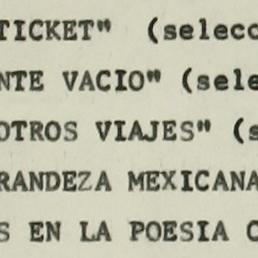 TICKET" (selecc
NTE VACIO" (sele
OTROS VIAJES" (s
RANDEZA MEXICANA
S EN LA POESIA C